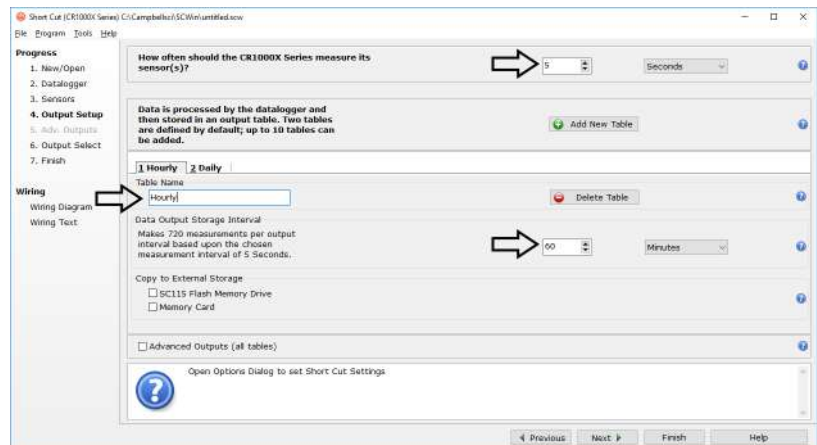 Short Cut (CR1000X Series) C:\Campbellsci\SCWin\untitled.scw
File Program Tools Help
Progress
1. New/Open
2. Datalogger
3. Sensors
4. Output Setup
5. Adv. Outputs
6. Output Select
7. Finish
Wiring
Wiring Diagram
Wiring Text
How often should the CR1000X Series measure its
sensor(s)?
5
Seconds
Data is processed by the datalogger and
then stored in an output table. Two tables
are defined by default; up to 10 tables can
be added.
Add New Table
1 Hourly 2 Daily
Table Name
Hourly
Delete Table
Data Output Storage Interval
Makes 720 measurements per output
interval based upon the chosen
measurement interval of 5 Seconds.
60
Minutes
Copy to External Storage
SC115 Flash Memory Drive
Memory Card
Advanced Outputs (all tables)
Open Options Dialog to set Short Cut Settings
Previous Next Finish Help